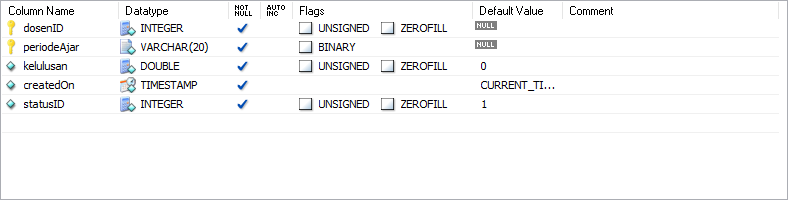 Column Name Datatype NOT NULL AUTO INC Flags Default Value Comment
dosenID INTEGER UNSIGNED ZEROFILL NULL
periodeAjar VARCHAR(20) BINARY NULL
kelulusan DOUBLE UNSIGNED ZEROFILL 0
createdOn TIMESTAMP CURRENT_TI...
statusID INTEGER UNSIGNED ZEROFILL 1